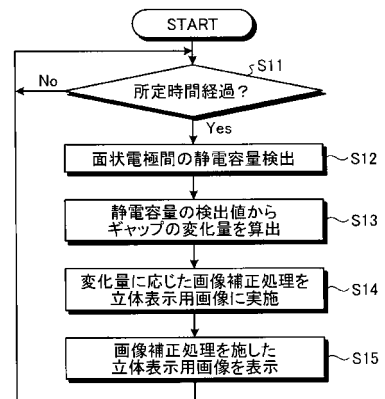 START
S11
所定時間経過？
No
Yes
面状電極間の静電容量検出
S12
静電容量の検出値から
ギャップの変化量を算出
S13
変化量に応じた画像補正処理を
立体表示用画像に実施
S14
画像補正処理を施した
立体表示用画像を表示
S15